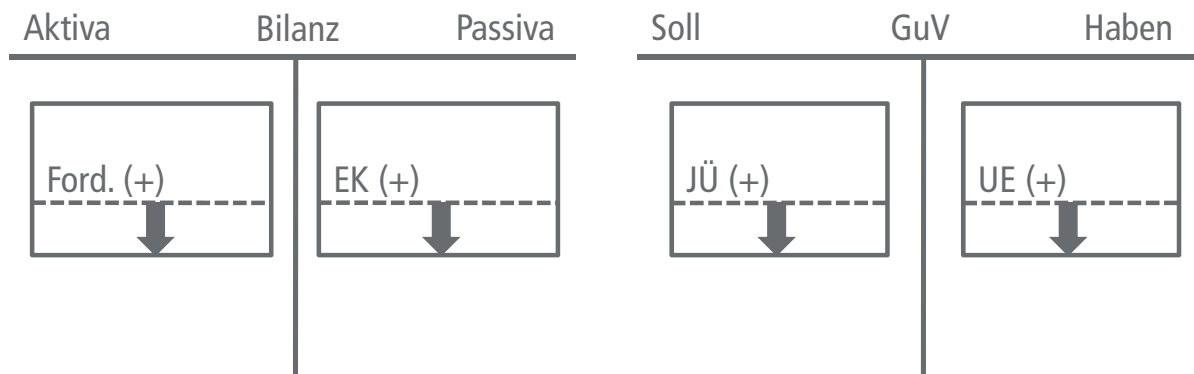 Aktiva Bilanz Passiva
Ford. (+) EK (+)
Soll GuV Haben
JÜ (+) UE (+)